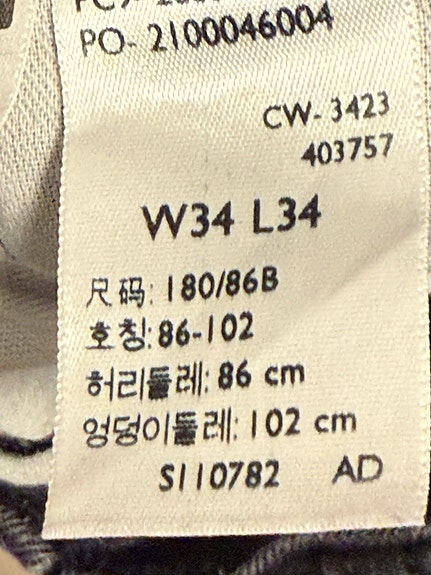 PO- 2100046004
CW- 3423
403757
W34 L34
尺码: 180/86B
호칭: 86-102
허리둘레: 86 cm
엉덩이둘레: 102 cm
S110782 AD